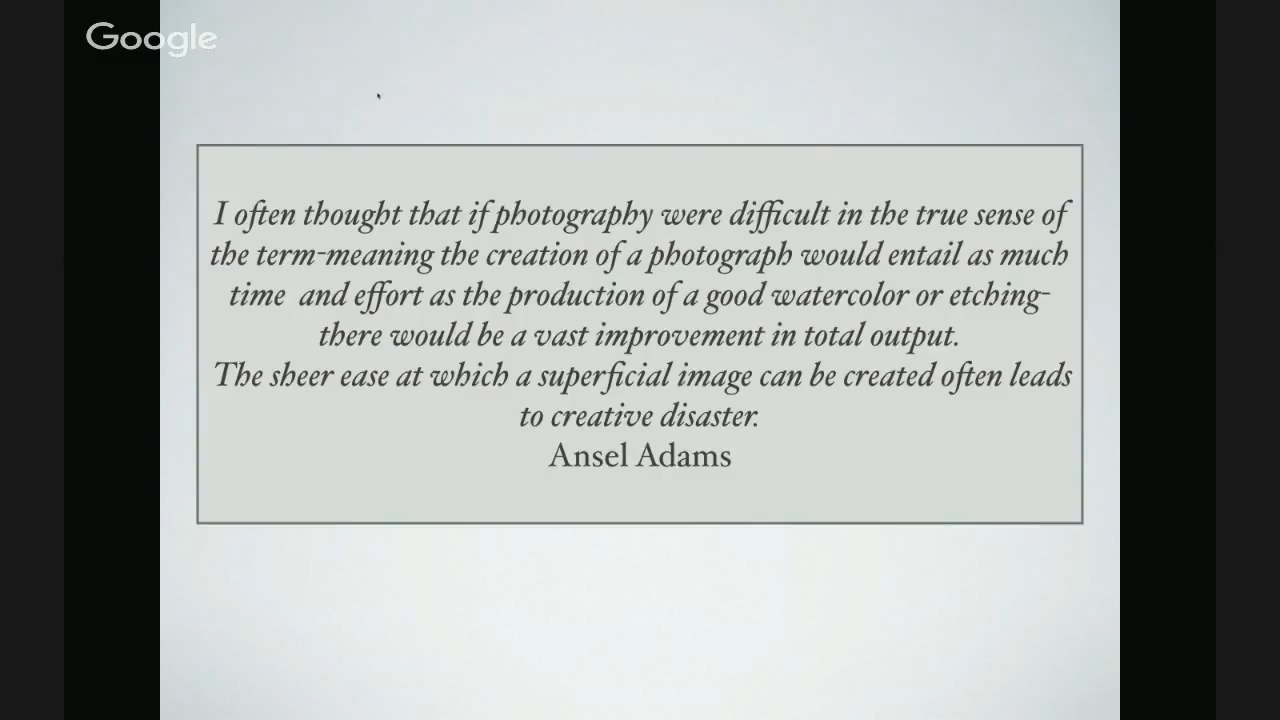 Google
I often thought that if photography were difficult in the true sense of
the term-meaning the creation of a photograph would entail as much
time and effort as the production of a good watercolor or etching-
there would be a vast improvement in total output.
The sheer ease at which a superficial image can be created often leads
to creative disaster.
Ansel Adams